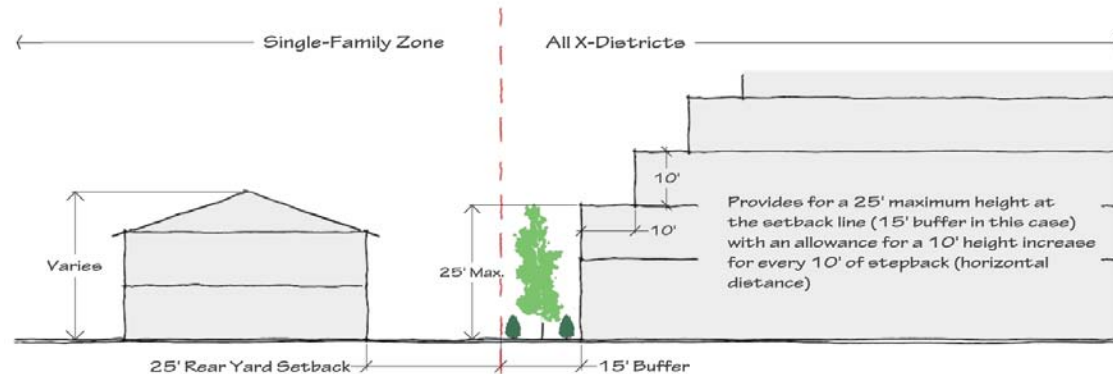 Single-Family Zone
All X-Districts
10'
10'
Varies
25' Max.
Provides for a 25' maximum height at
the setback line (15' buffer in this case)
with an allowance for a 10' height increase
for every 10' of stepback (horizontal
distance)
25' Rear Yard Setback
15' Buffer